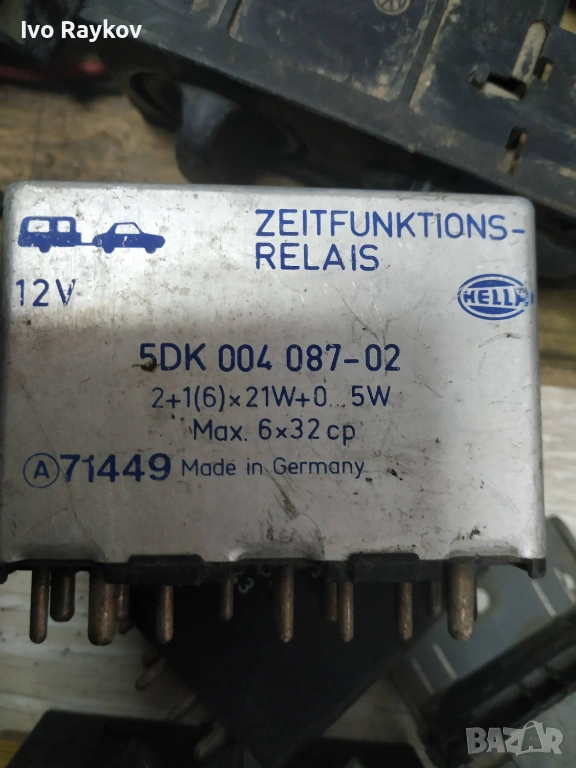 Ivo Raykov
ZEITFUNKTIONS-
RELAIS
12V
HELLA
5DK 004 087-02
2+1(6)×21W+0...5W
Max. 6×32 cp
A 71449 Made in Germany
BAZAR